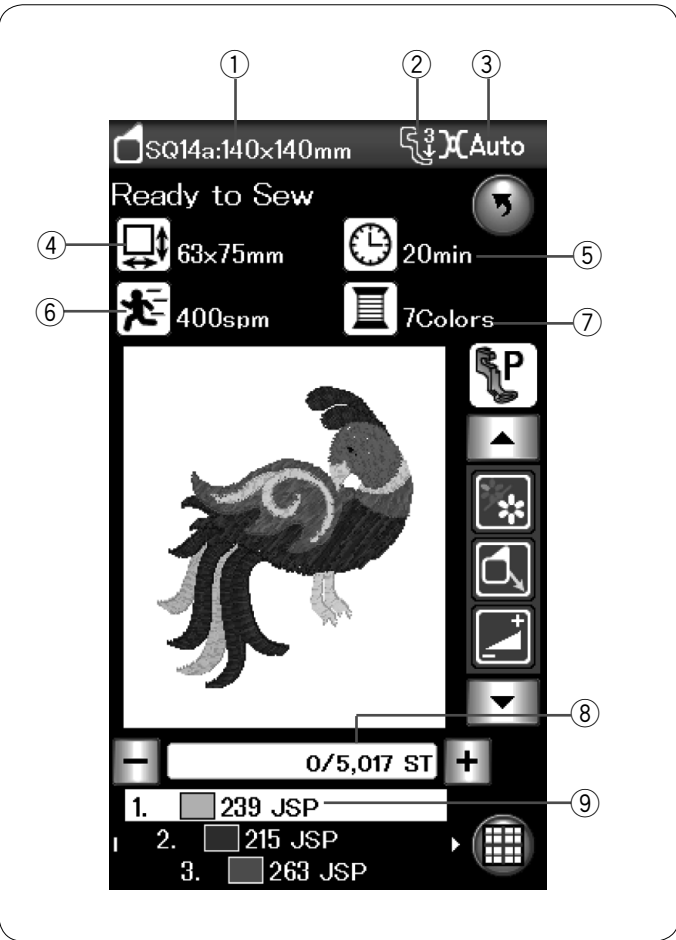 ① ② ③
SQ14a:140x140mm 3 Auto
Ready to Sew
④ 63x75mm 20min ⑤
⑥ 400spm 7Colors ⑦
P
⑧
− 0/5,017 ST +
1. 239 JSP ⑨
2. 215 JSP
3. 263 JSP